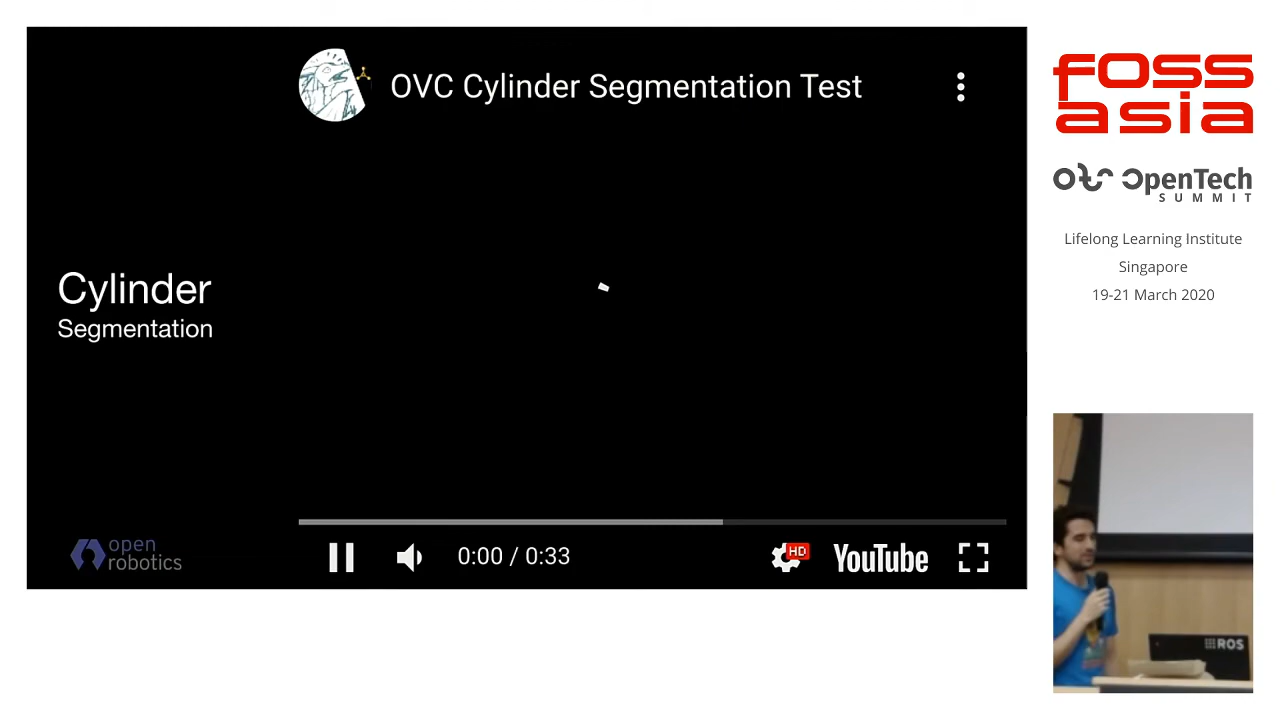 OVC Cylinder Segmentation Test
Cylinder
Segmentation
open
robotics
0:00 / 0:33
HD
YouTube
foss
asia
OpenTech
SUMMIT
Lifelong Learning Institute
Singapore
19-21 March 2020
ROS